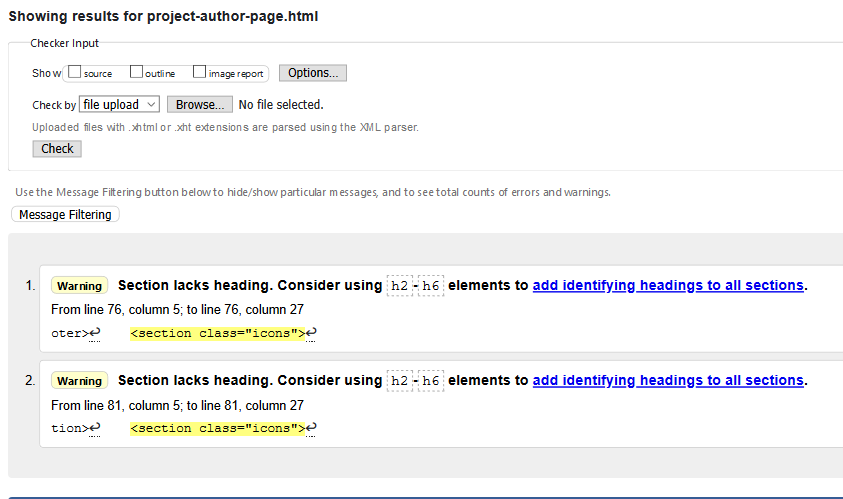 Showing results for project-author-page.html
Checker Input
Show source outline image report Options...
Check by file upload Browse... No file selected.
Uploaded files with .xhtml or .xht extensions are parsed using the XML parser.
Check
Use the Message Filtering button below to hide/show particular messages, and to see total counts of errors and warnings.
Message Filtering
1. Warning Section lacks heading. Consider using h2-h6 elements to add identifying headings to all sections.
From line 76, column 5; to line 76, column 27
oter>↩ <section class="icons">↩
2. Warning Section lacks heading. Consider using h2-h6 elements to add identifying headings to all sections.
From line 81, column 5; to line 81, column 27
tion>↩ <section class="icons">↩